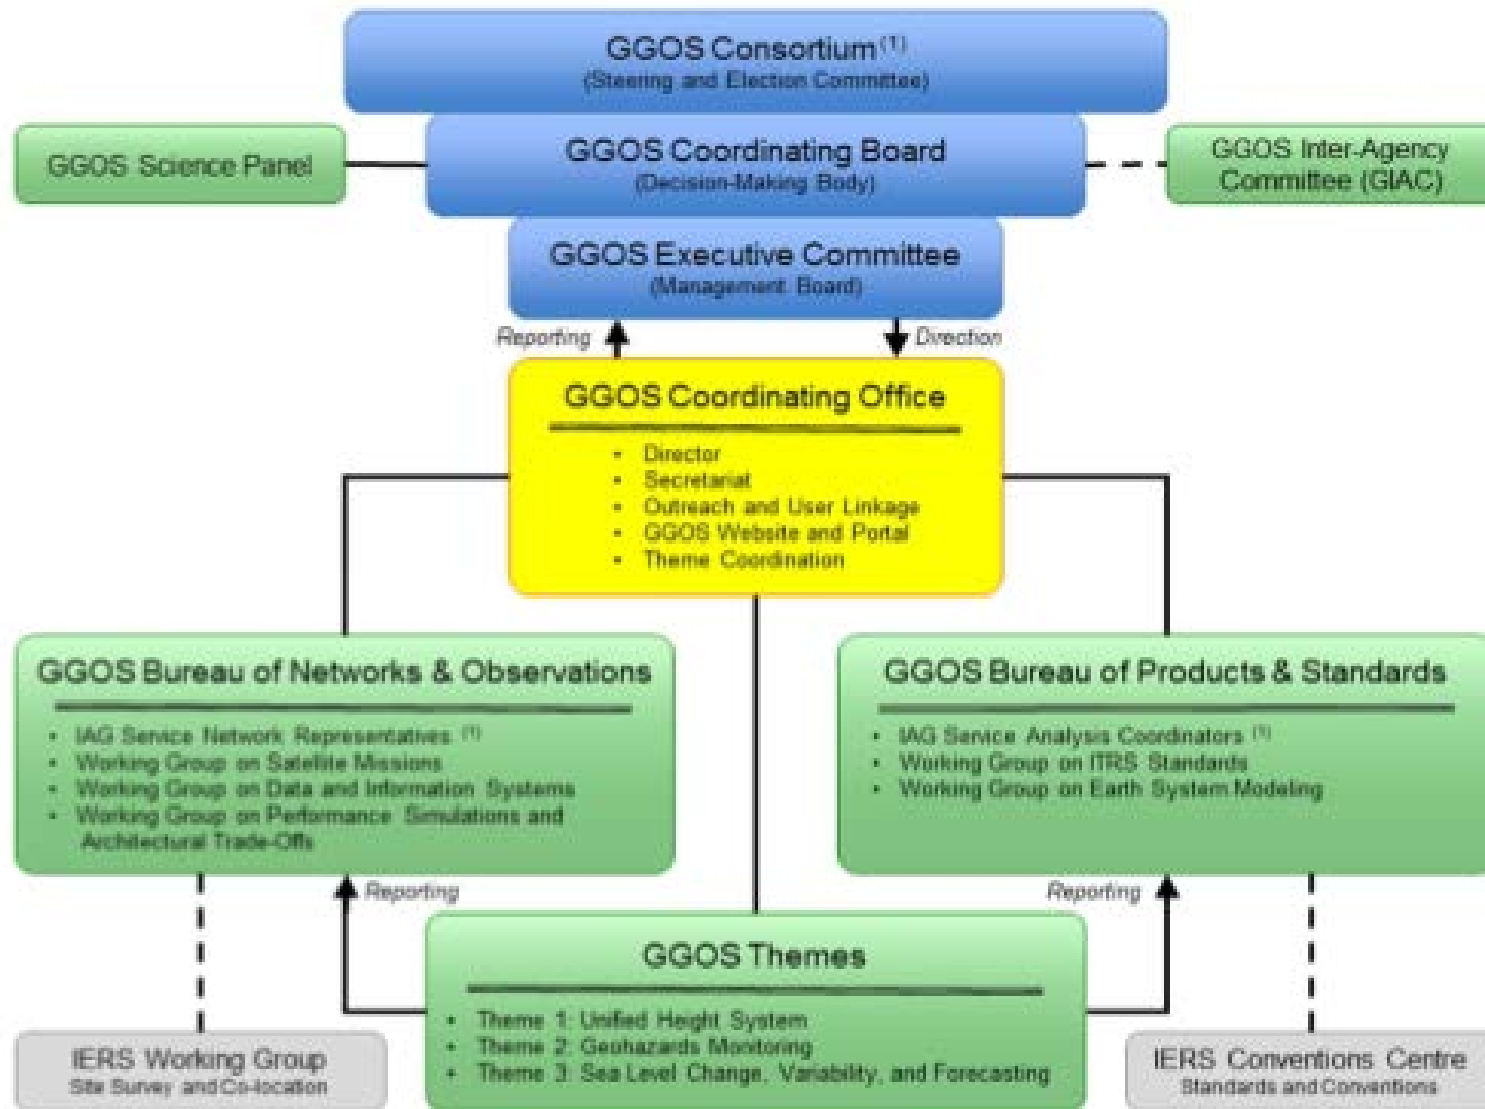 GGOS Consortium (1)
(Steering and Election Committee)
GGOS Science Panel
GGOS Coordinating Board
(Decision-Making Body)
GGOS Inter-Agency
Committee (GIAC)
GGOS Executive Committee
(Management Board)
Reporting
Direction
GGOS Coordinating Office
• Director
• Secretariat
• Outreach and User Linkage
• GGOS Website and Portal
• Theme Coordination
GGOS Bureau of Networks & Observations
• IAG Service Network Representatives (1)
• Working Group on Satellite Missions
• Working Group on Data and Information Systems
• Working Group on Performance Simulations and
Architectural Trade-Offs
GGOS Bureau of Products & Standards
• IAG Service Analysis Coordinators (1)
• Working Group on ITRS Standards
• Working Group on Earth System Modeling
Reporting
Reporting
GGOS Themes
• Theme 1: Unified Height System
• Theme 2: Geohazards Monitoring
• Theme 3: Sea Level Change, Variability, and Forecasting
IERS Working Group
Site Survey and Co-location
IERS Conventions Centre
Standards and Conventions